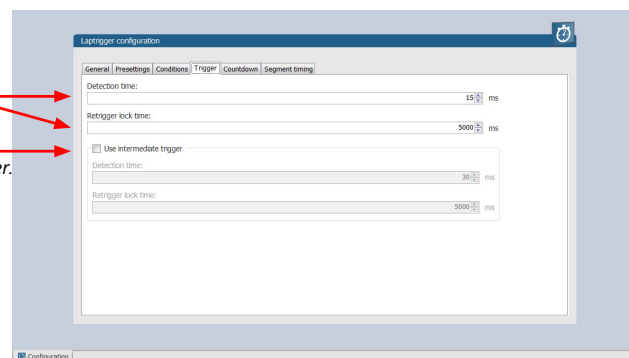 Laptrigger configuration
General Presettings Conditions Trigger Countdown Segment timing
Detection time:
15 ms
Retrigger lock time:
5000 ms
er.
Use intermediate trigger
Detection time:
30 ms
Retrigger lock time:
5000 ms
Configuration